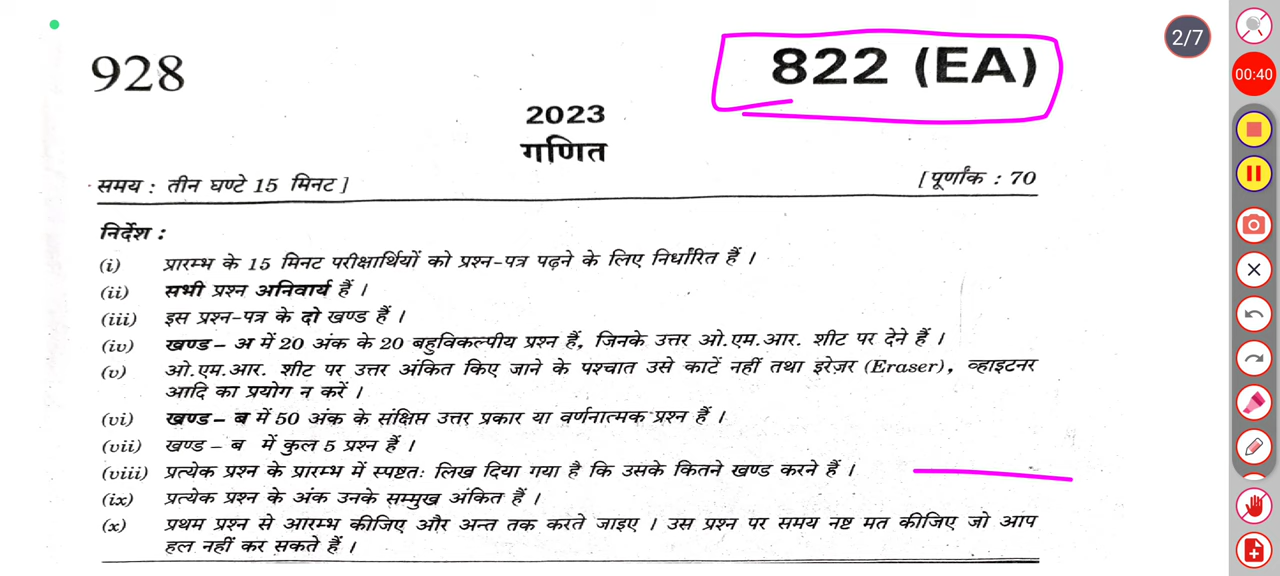 2/7
928
822 (EA)
00:40
2023
गणित
समय : तीन घण्टे 15 मिनट ]
[ पूर्णांक : 70
निर्देश :
(i) प्रारम्भ के 15 मिनट परीक्षार्थियों को प्रश्न-पत्र पढ़ने के लिए निर्धारित हैं ।
(ii) सभी प्रश्न अनिवार्य हैं ।
(iii) इस प्रश्न-पत्र के दो खण्ड हैं ।
(iv) खण्ड – अ में 20 अंक के 20 बहुविकल्पीय प्रश्न हैं, जिनके उत्तर ओ.एम.आर. शीट पर देने हैं ।
(v) ओ.एम.आर. शीट पर उत्तर अंकित किए जाने के पश्चात उसे काटें नहीं तथा इरेज़र (Eraser), व्हाइटनर
आदि का प्रयोग न करें ।
(vi) खण्ड – ब में 50 अंक के संक्षिप्त उत्तर प्रकार या वर्णनात्मक प्रश्न हैं ।
(vii) खण्ड – ब में कुल 5 प्रश्न हैं ।
(viii) प्रत्येक प्रश्न के प्रारम्भ में स्पष्टतः लिख दिया गया है कि उसके कितने खण्ड करने हैं ।
(ix) प्रत्येक प्रश्न के अंक उनके सम्मुख अंकित हैं ।
(x) प्रथम प्रश्न से आरम्भ कीजिए और अन्त तक करते जाइए । उस प्रश्न पर समय नष्ट मत कीजिए जो आप
हल नहीं कर सकते हैं ।